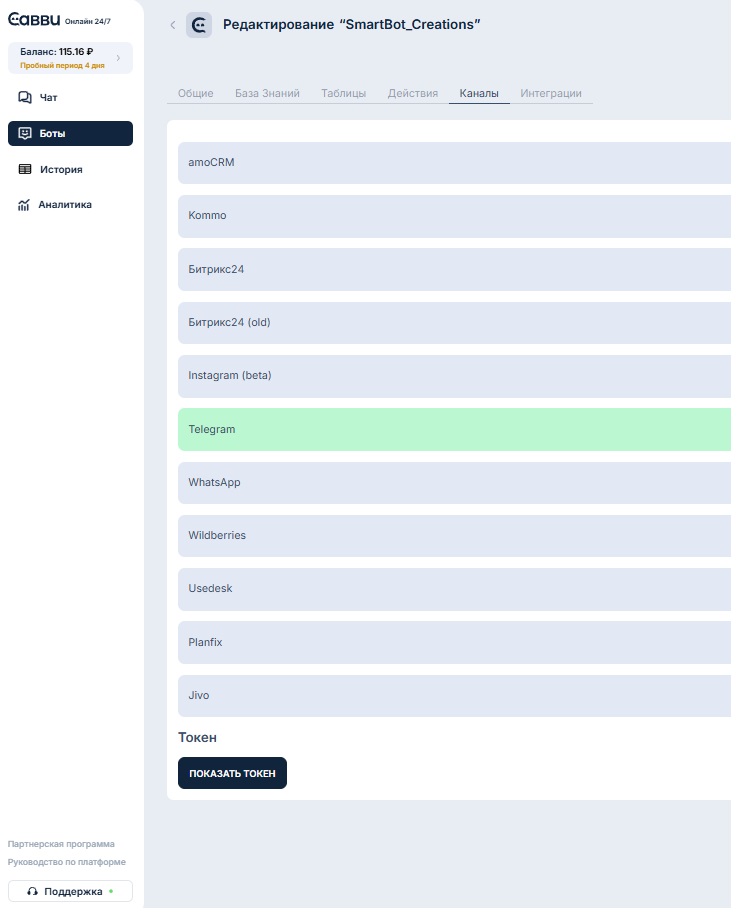 Саввы Онлайн 24/7
Баланс: 115.16 ₽
Пробный период 4 дня
Чат
Боты
История
Аналитика
Партнерская программа
Руководство по платформе
Поддержка
Редактирование “SmartBot_Creations”
Общие База Знаний Таблицы Действия Каналы Интеграции
amoCRM
Kommo
Битрикс24
Битрикс24 (old)
Instagram (beta)
Telegram
WhatsApp
Wildberries
Usedesk
Planfix
Jivo
Токен
ПОКАЗАТЬ ТОКЕН